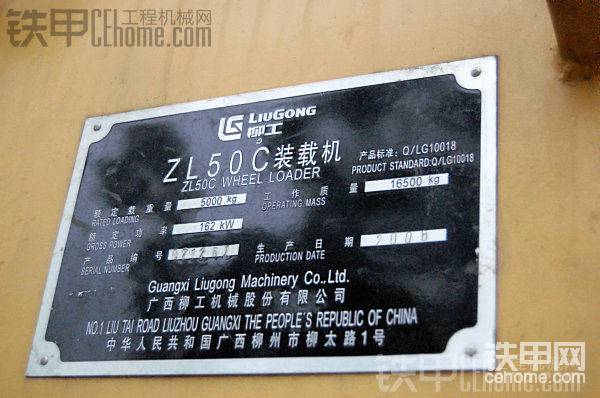 铁甲 工程机械网
CEhome.com
LIUGONG
柳工
ZL50C装载机
ZL50C WHEEL LOADER
产品标准: Q/LG10018
PRODUCT STANDARD:Q/LG10018
额定载重量 5000 kg
RATED LOADING
工作质量 16500 kg
OPERATING MASS
额定功率 162 kW
GROSS POWER
产品编号
SERIAL NUMBER
生产日期 2008
PRODUCTION DATE
Guangxi Liugong Machinery Co.,Ltd.
广西柳工机械股份有限公司
NO.1 LIU TAI ROAD LIUZHOU GUANGXI THE PEOPLE'S REPUBLIC OF CHINA
中华人民共和国广西柳州市柳太路1号
铁甲网
cehome.com